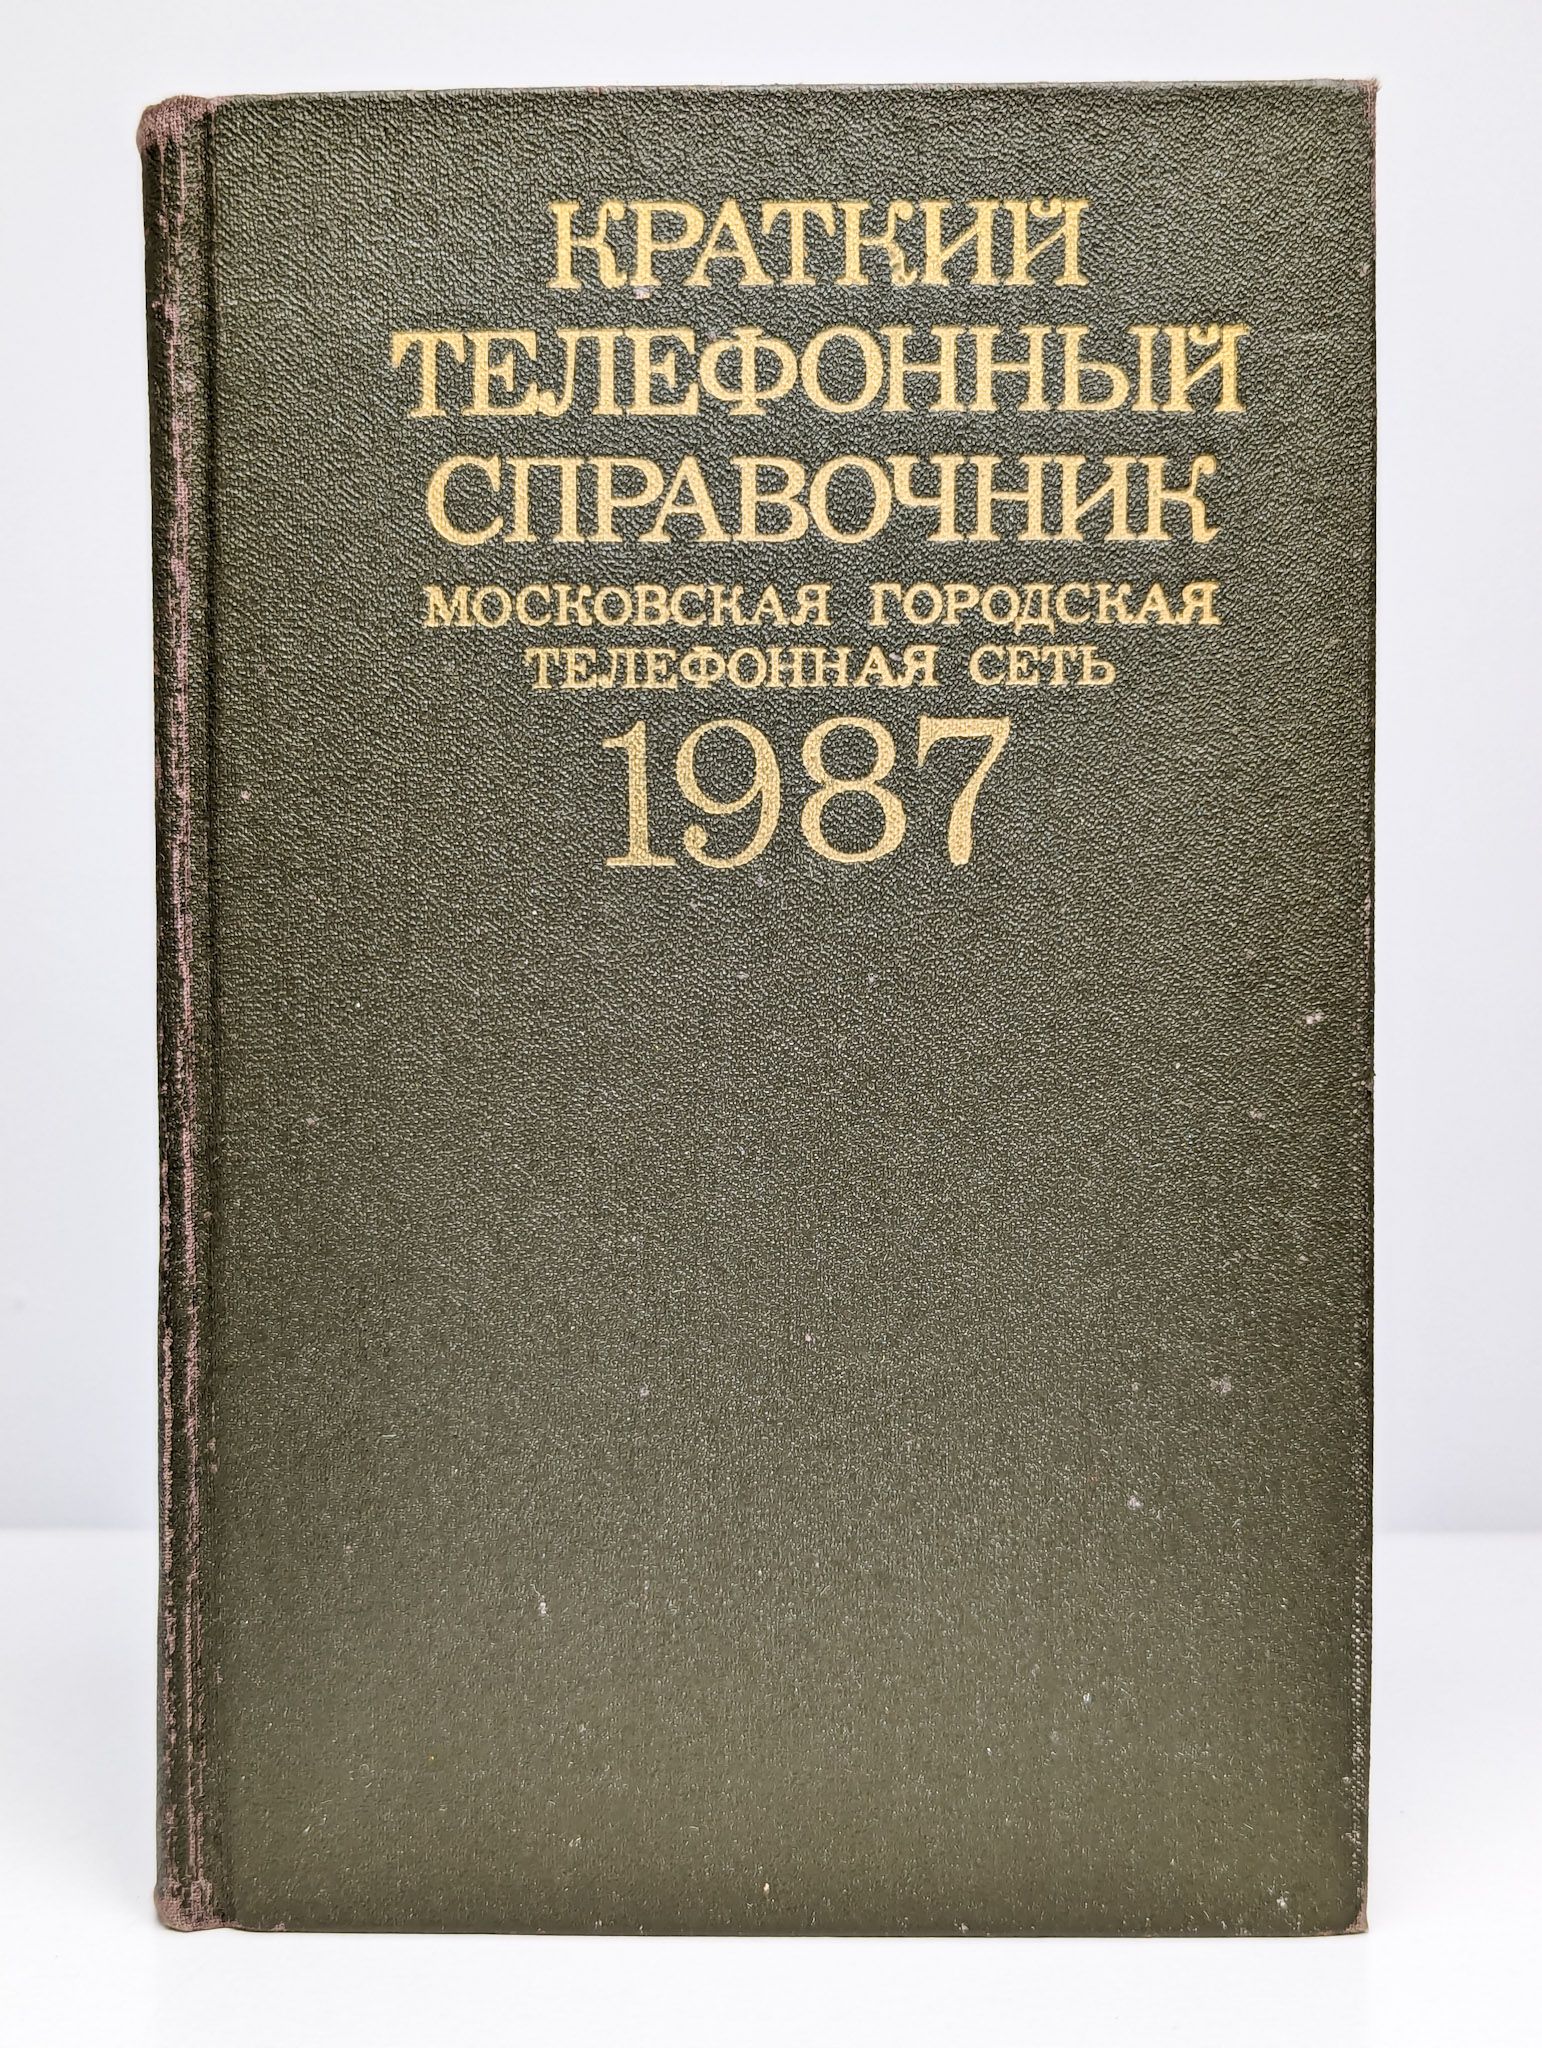 КРАТКИЙ
ТЕЛЕФОННЫЙ
СПРАВОЧНИК
МОСКОВСКАЯ ГОРОДСКАЯ
ТЕЛЕФОННАЯ СЕТЬ
1987